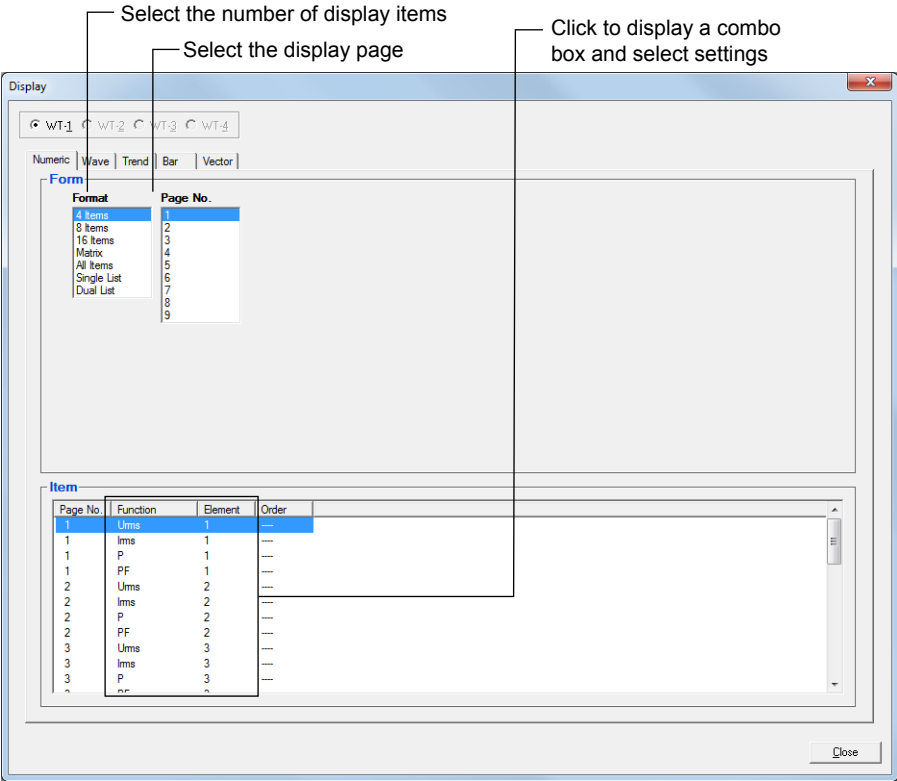 Select the number of display items
Select the display page
Click to display a combo
box and select settings
Display
WT-1 WT-2 WT-3 WT-4
Numeric Wave Trend Bar Vector
Form
Format Page No.
4 Items 1
8 Items 2
16 Items 3
Matrix 4
All Items 5
Single List 6
Dual List 7
8
9
Item
Page No. Function Element Order
1 Urms 1 ----
1 Irms 1 ----
1 P 1 ----
1 PF 1 ----
2 Urms 2 ----
2 Irms 2 ----
2 P 2 ----
2 PF 2 ----
3 Urms 3 ----
3 Irms 3 ----
3 P 3 ----
Close